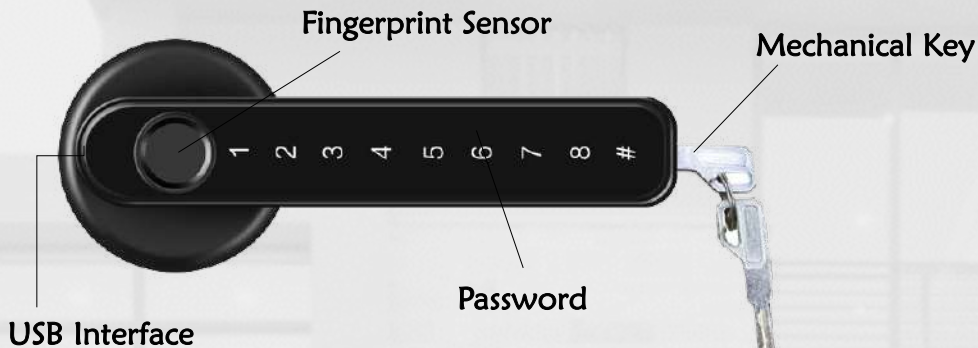 Fingerprint Sensor
Mechanical Key
1 2 3 4 5 6 7 8 #
Password
USB Interface